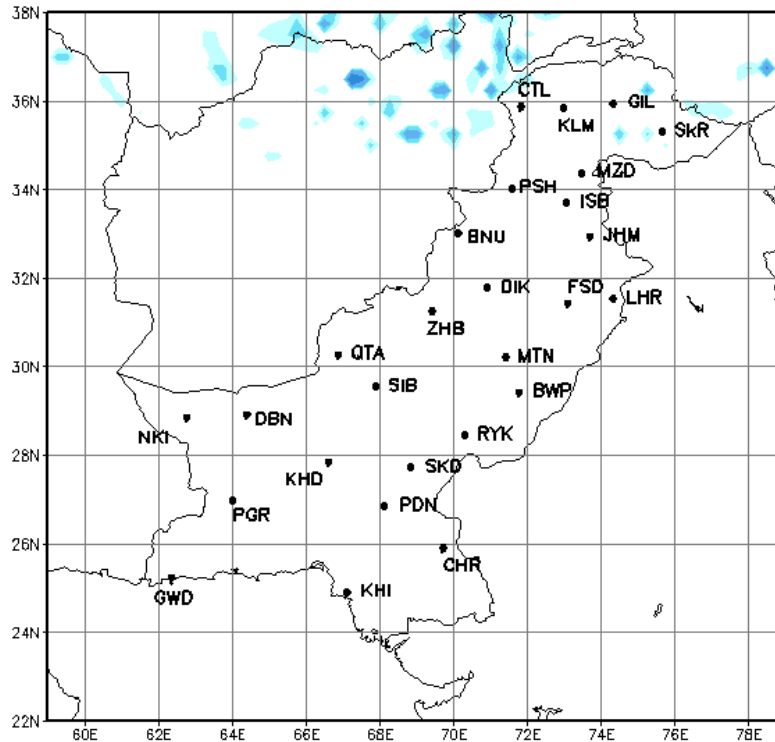 38N
36N
CTL
GIL
KLM
SkR
34N
MZD
PSH
ISB
BNU
JHM
32N
DIK
FSD
LHR
ZHB
30N
QTA
MTN
SIB
BWP
28N
NKI
DBN
RYK
KHD
SKD
26N
PGR
PDN
CHR
GWD
KHI
24N
22N
60E
62E
64E
66E
68E
70E
72E
74E
76E
78E